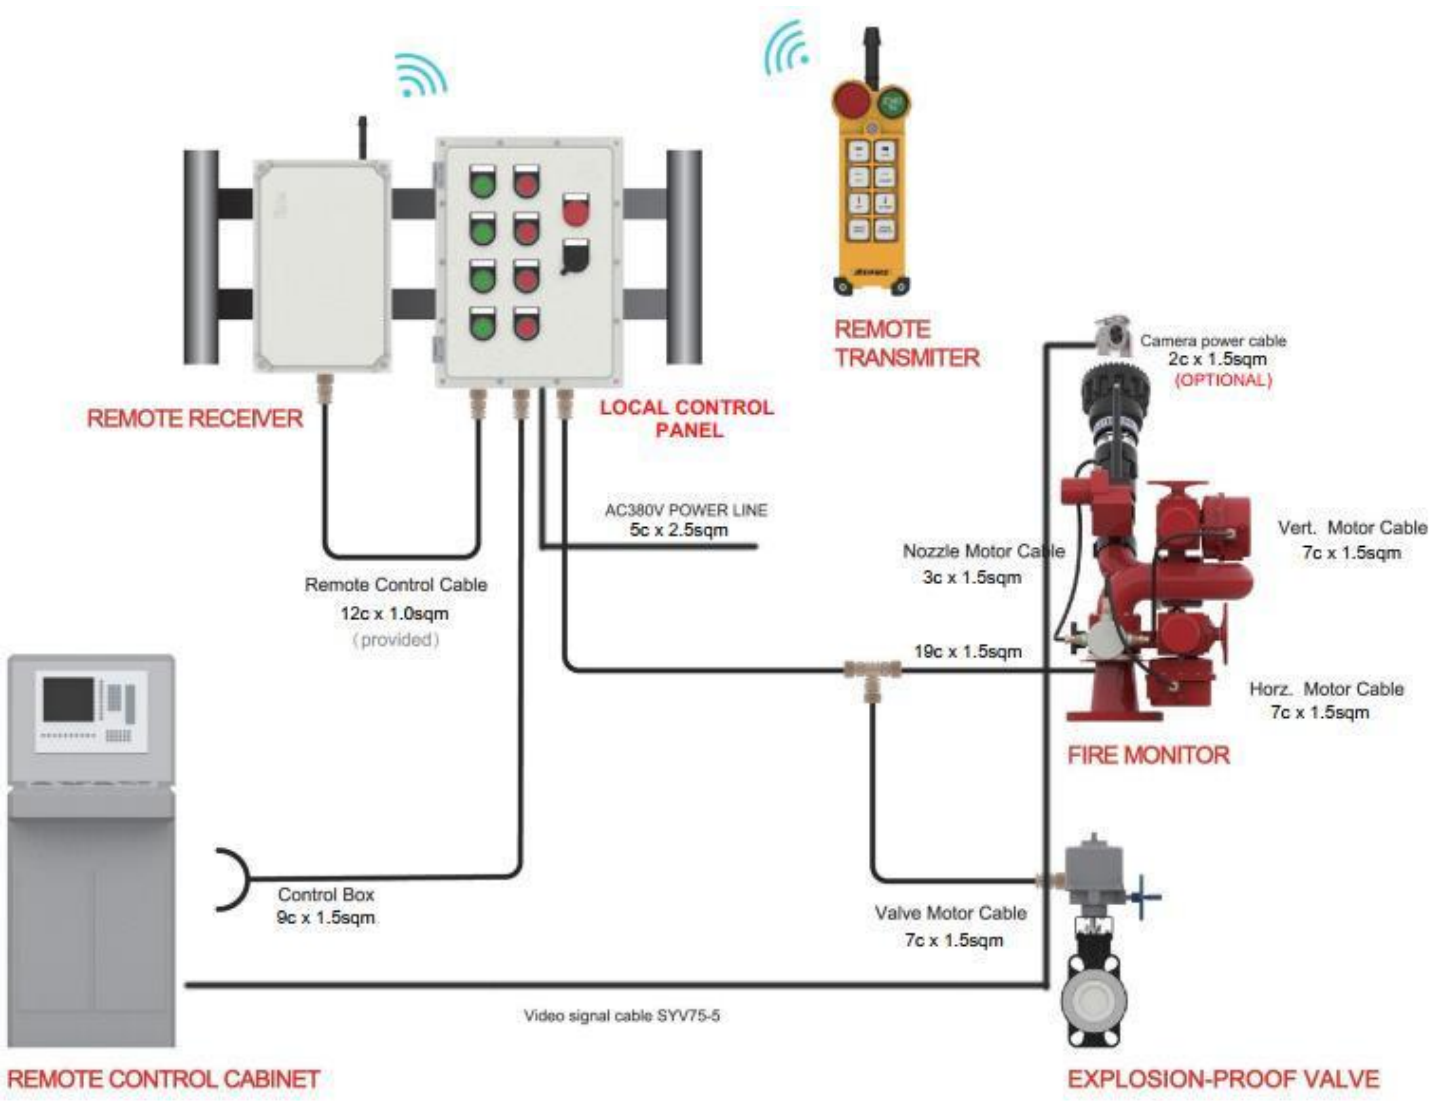 REMOTE
TRANSMITER
Camera power cable
2c x 1.5sqm
(OPTIONAL)
REMOTE RECEIVER
LOCAL CONTROL
PANEL
AC380V POWER LINE
5c x 2.5sqm
Vert. Motor Cable
7c x 1.5sqm
Nozzle Motor Cable
3c x 1.5sqm
Remote Control Cable
12c x 1.0sqm
(provided)
19c x 1.5sqm
Horz. Motor Cable
7c x 1.5sqm
FIRE MONITOR
Control Box
9c x 1.5sqm
Valve Motor Cable
7c x 1.5sqm
Video signal cable SYV75-5
REMOTE CONTROL CABINET
EXPLOSION-PROOF VALVE